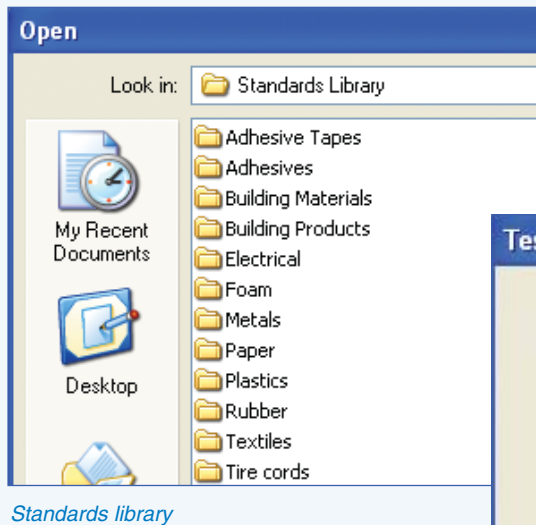 Open
Look in: Standards Library
My Recent
Documents
Desktop
Adhesive Tapes
Adhesives
Building Materials
Building Products
Electrical
Foam
Metals
Paper
Plastics
Rubber
Textiles
Tire cords
Standards library